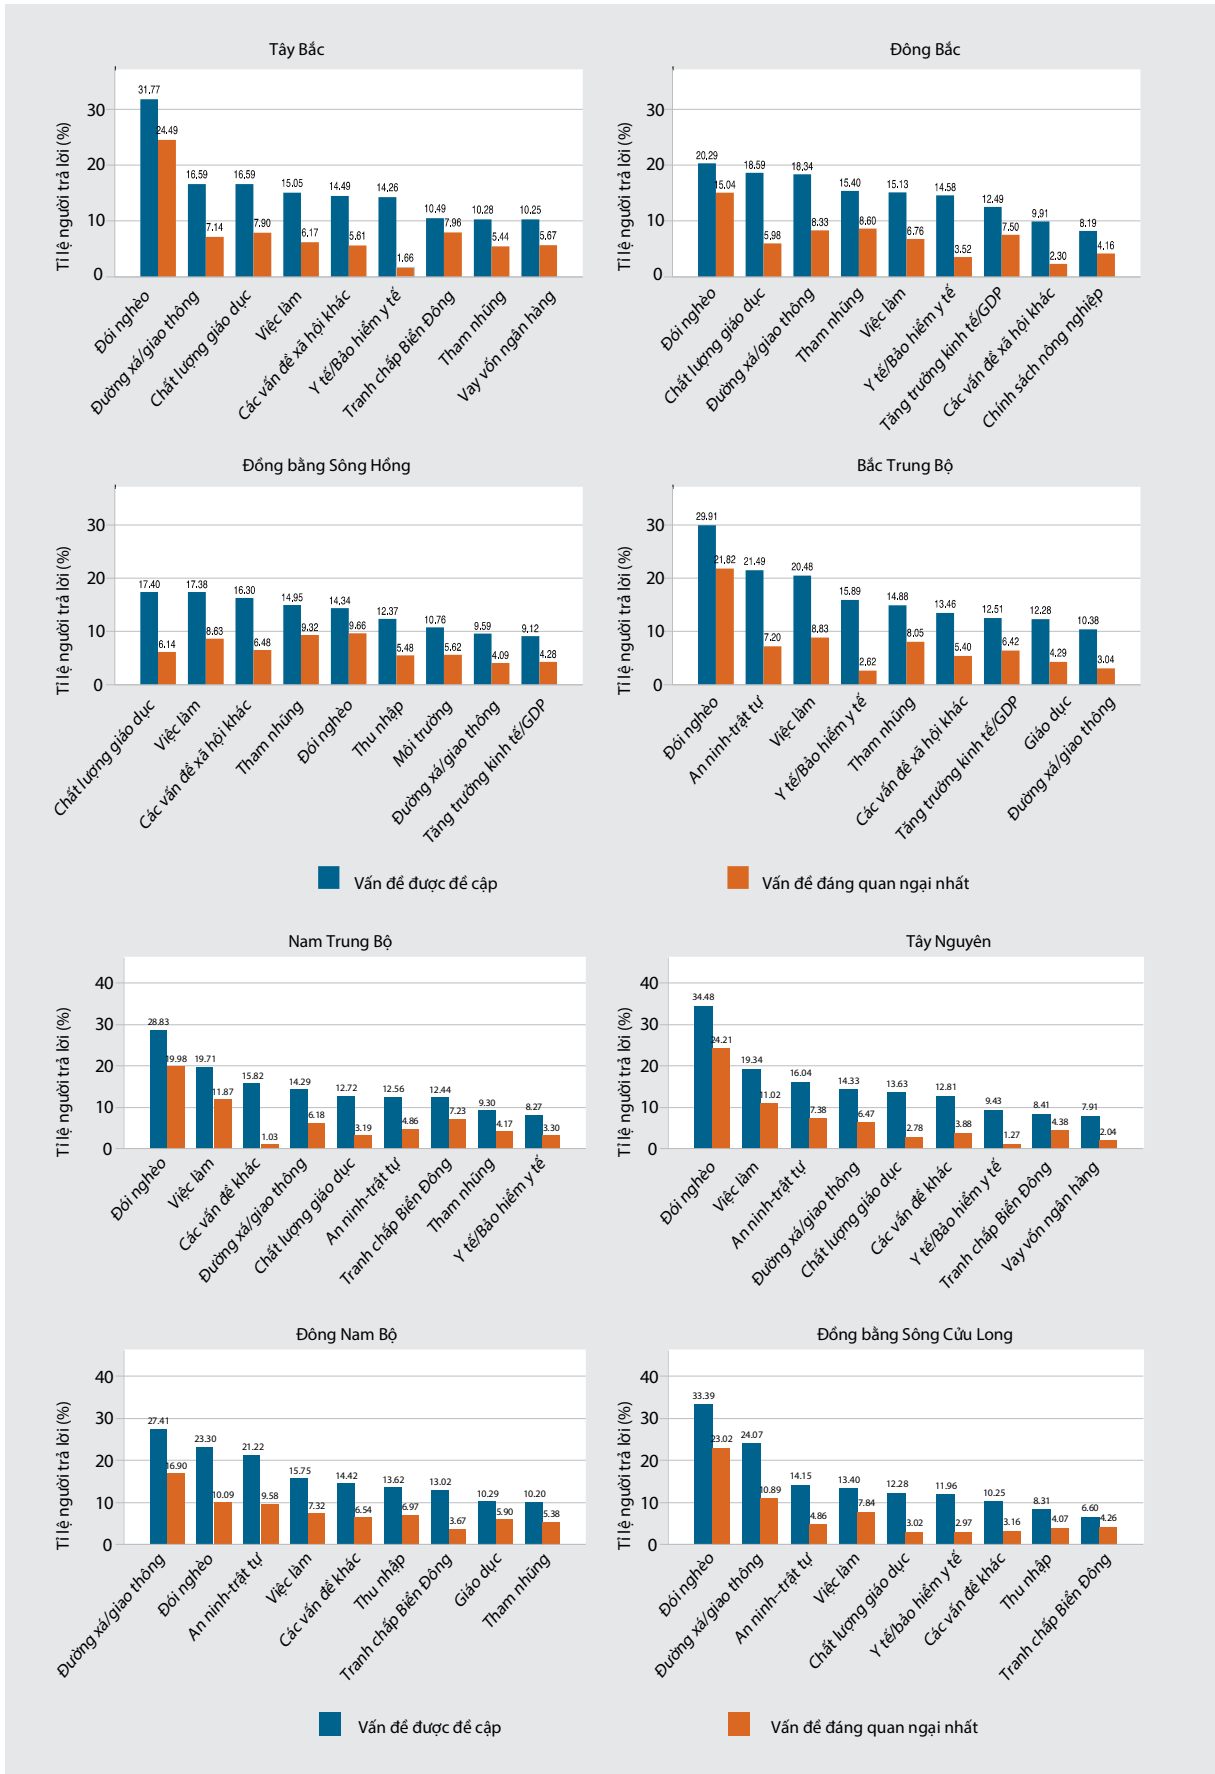 Tây Bắc
Tỉ lệ người trả lời (%)
30
20
10
0
31.77
24.49
16.59
7.14
16.59
7.90
15.05
6.17
14.49
5.61
14.26
1.66
10.49
7.96
10.28
5.44
10.25
5.67
Đói nghèo
Đường xá/giao thông
Chất lượng giáo dục
Việc làm
Các vấn đề xã hội khác
Y tế/Bảo hiểm y tế
Tranh chấp Biển Đông
Tham nhũng
Vay vốn ngân hàng
Đông Bắc
Tỉ lệ người trả lời (%)
30
20
10
0
20.29
15.04
18.59
5.98
18.34
8.33
15.40
8.60
15.13
6.76
14.58
3.52
12.49
7.50
9.91
2.30
8.19
4.16
Đói nghèo
Chất lượng giáo dục
Đường xá/giao thông
Tham nhũng
Việc làm
Y tế/Bảo hiểm y tế
Tăng trưởng kinh tế/GDP
Các vấn đề xã hội khác
Chính sách nông nghiệp
Đồng bằng Sông Hồng
Tỉ lệ người trả lời (%)
30
20
10
0
17.40
6.14
17.38
8.63
16.30
6.48
14.95
9.32
14.34
9.66
12.37
5.48
10.76
5.62
9.59
4.09
9.12
4.28
Chất lượng giáo dục
Việc làm
Các vấn đề xã hội khác
Tham nhũng
Đói nghèo
Thu nhập
Môi trường
Đường xá/giao thông
Tăng trưởng kinh tế/GDP
Bắc Trung Bộ
Tỉ lệ người trả lời (%)
30
20
10
0
29.91
21.82
21.49
7.20
20.48
8.83
15.89
2.62
14.88
8.05
13.46
5.40
12.51
6.42
12.28
4.29
10.38
3.04
Đói nghèo
An ninh-trật tự
Việc làm
Y tế/Bảo hiểm y tế
Tham nhũng
Các vấn đề xã hội khác
Tăng trưởng kinh tế/GDP
Giáo dục
Đường xá/giao thông
Vấn đề được đề cập
Vấn đề đáng quan ngại nhất
Nam Trung Bộ
Tỉ lệ người trả lời (%)
40
30
20
10
0
28.83
19.98
19.71
11.87
15.82
1.03
14.29
6.18
12.72
3.19
12.56
4.86
12.44
7.23
9.30
4.17
8.27
3.30
Đói nghèo
Việc làm
Các vấn đề khác
Đường xá/giao thông
Chất lượng giáo dục
An ninh-trật tự
Tranh chấp Biển Đông
Tham nhũng
Y tế/Bảo hiểm y tế
Tây Nguyên
Tỉ lệ người trả lời (%)
40
30
20
10
0
34.48
24.21
19.34
11.02
16.04
7.38
14.33
6.47
13.63
2.78
12.81
3.88
9.43
1.27
8.41
4.38
7.91
2.04
Đói nghèo
Việc làm
An ninh-trật tự
Đường xá/giao thông
Chất lượng giáo dục
Các vấn đề khác
Y tế/Bảo hiểm y tế
Tranh chấp Biển Đông
Vay vốn ngân hàng
Đông Nam Bộ
Tỉ lệ người trả lời (%)
40
30
20
10
0
27.41
16.90
23.30
10.09
21.22
9.58
15.75
7.32
14.42
6.54
13.62
6.97
13.02
3.67
10.29
5.90
10.20
5.38
Đường xá/giao thông
Đói nghèo
An ninh-trật tự
Việc làm
Các vấn đề khác
Thu nhập
Tranh chấp Biển Đông
Giáo dục
Tham nhũng
Đồng bằng Sông Cửu Long
Tỉ lệ người trả lời (%)
40
30
20
10
0
33.39
23.02
24.07
10.89
14.15
4.86
13.40
7.84
12.28
3.02
11.96
2.97
10.25
3.16
8.31
4.07
6.60
4.26
Đói nghèo
Đường xá/giao thông
An ninh--trật tự
Việc làm
Chất lượng giáo dục
Y tế/bảo hiểm y tế
Các vấn đề khác
Thu nhập
Tranh chấp Biển Đông
Vấn đề được đề cập
Vấn đề đáng quan ngại nhất